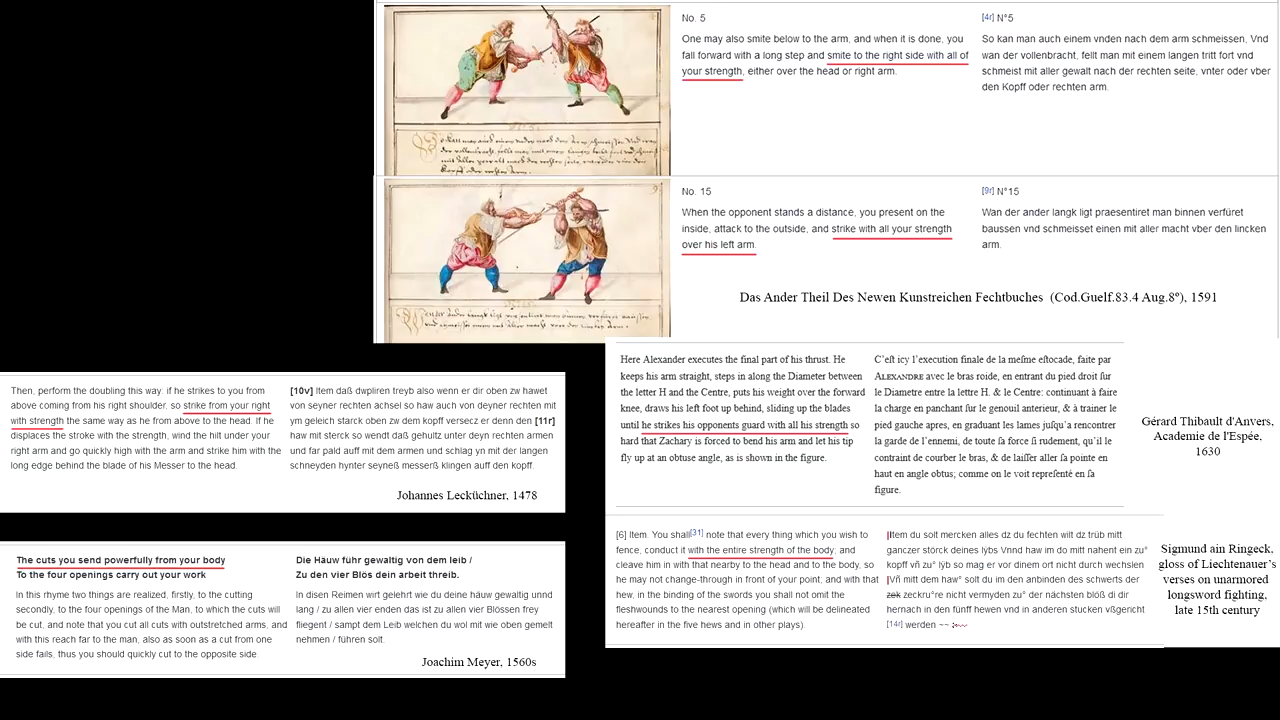 No. 5
One may also smite below to the arm, and when it is done, you
fall forward with a long step and smite to the right side with all of
your strength, either over the head or right arm.
[4r] N°5
So kan man auch einem vnden nach dem arm schmeissen, Vnd
wan der vollenbracht, fellt man mit einem langen tritt fort vnd
schmeist mit aller gewalt nach der rechten seite, vnter oder vber
den Kopff oder rechten arm.
No. 15
When the opponent stands a distance, you present on the
inside, attack to the outside, and strike with all your strength
over his left arm.
[9r] N°15
Wan der ander langk ligt praesentiret man binnen verfüret
baussen vnd schmeisset einen mit aller macht vber den lincken
arm.
Das Ander Theil Des Newen Kunstreichen Fechtbuches (Cod.Guelf.83.4 Aug.8º), 1591
Then, perform the doubling this way: if he strikes to you from
above coming from his right shoulder, so strike from your right
with strength the same way as he from above to the head. If he
displaces the stroke with the strength, wind the hilt under your
right arm and go quickly high with the arm and strike him with the
long edge behind the blade of his Messer to the head.
[10v] Item daß dwpliren treyb also wenn er dir oben zw hawet
von seyner rechten achsel so haw auch von deyner rechten mit
ym geleich starck oben zw dem kopff versecz er denn den [11r]
haw mit sterck so wendt daß gehultz unter deyn rechten armen
und far pald auff mit dem armen und schlag yn mit der langen
schneyden hynter seyneß messerß klingen auff den kopff.
Johannes Lecküchner, 1478
The cuts you send powerfully from your body
To the four openings carry out your work
In this rhyme two things are realized, firstly, to the cutting
secondly, to the four openings of the Man, to which the cuts will
be cut, and note that you cut all cuts with outstretched arms, and
with this reach far to the man, also as soon as a cut from one
side fails, thus you should quickly cut to the opposite side.
Die Häuw führ gewaltig von dem leib /
Zu den vier Blös dein arbeit threib.
In disen Reimen wirt gelehrt wie du deine häuw gewaltig unnd
lang / zu allen vier enden das ist zu allen vier Blössen frey
fliegent / sampt dem Leib welchen du wol mit wie oben gemelt
nehmen / führen solt.
Joachim Meyer, 1560s
Here Alexander executes the final part of his thrust. He
keeps his arm straight, steps in along the Diameter between
the letter H and the Centre, puts his weight over the forward
knee, draws his left foot up behind, sliding up the blades
until he strikes his opponents guard with all his strength so
hard that Zachary is forced to bend his arm and let his tip
fly up at an obtuse angle, as is shown in the figure.
C'eſt icy l'execution finale de la meſme eſtocade, faite par
ALEXANDRE avec le bras roide, en entrant du pied droit ſur
le Diametre entre la lettre H. & le Centre: continuant à faire
la charge en panchant ſur le genouil anterieur, & à trainer le
pied gauche apres, en graduant les lames juſqu'a rencontrer
la garde de l'ennemi, de toute ſa force ſi rudement, qu'il le
contraint de courber le bras, & de laiſſer aller ſa pointe en
haut en angle obtus; comme on le voit repreſenté en ſa
figure.
Gérard Thibault d'Anvers,
Academie de l'Espée,
1630
[6] Item. You shall[31] note that every thing which you wish to
fence, conduct it with the entire strength of the body; and
cleave him in with that nearby to the head and to the body, so
he may not change-through in front of your point; and with that
hew, in the binding of the swords you shall not omit the
fleshwounds to the nearest opening (which will be delineated
hereafter in the five hews and in other plays).
Item du solt mercken alles dz du fechten wilt dz trüb mitt
ganczer störck deines lybs Vnnd haw im do mitt nahent ein zuº
kopff vñ zuº lyb so mag er vor dinem ort nicht durch wechslen
Vñ mitt dem hawº solt du im den anbinden des schwerts der
zek zeckruºre nicht vermyden zuº der nächsten blöß di dir
hernach in den fünff hewen vnd in anderen stucken vßgericht
[14r] werden ~~
Sigmund ain Ringeck,
gloss of Liechtenauer's
verses on unarmored
longsword fighting,
late 15th century